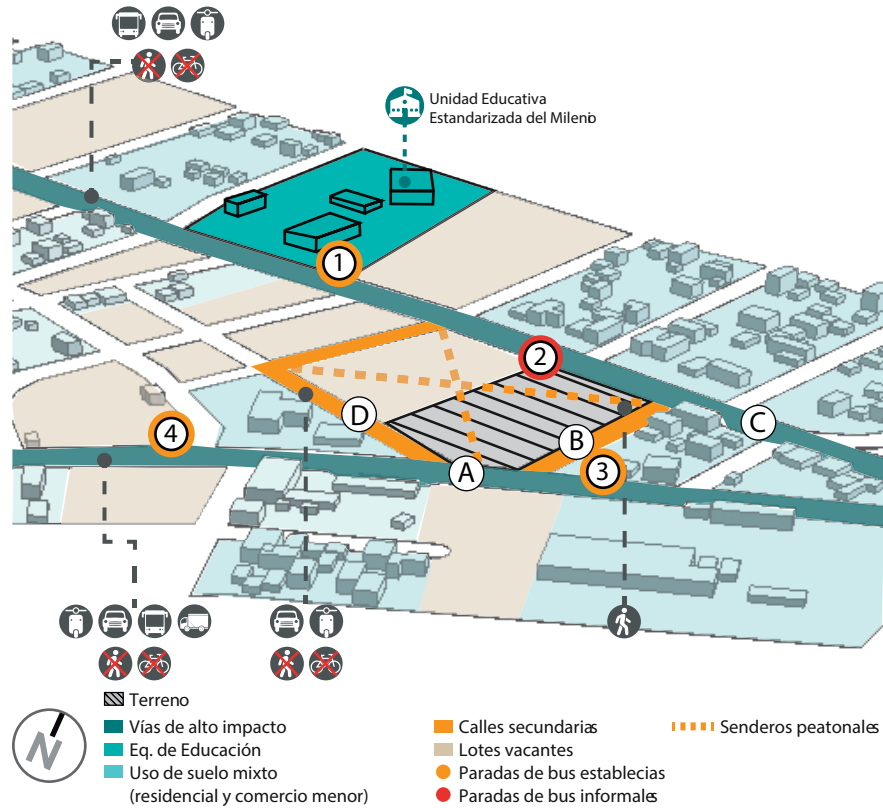 Unidad Educativa
Estandarizada del Milenio
1
2
D
C
4
B
A
3
Terreno
Vías de alto impacto
Eq. de Educación
Uso de suelo mixto
(residencial y comercio menor)
Calles secundarias
Lotes vacantes
Paradas de bus establecias
Paradas de bus informales
Senderos peatonales
N